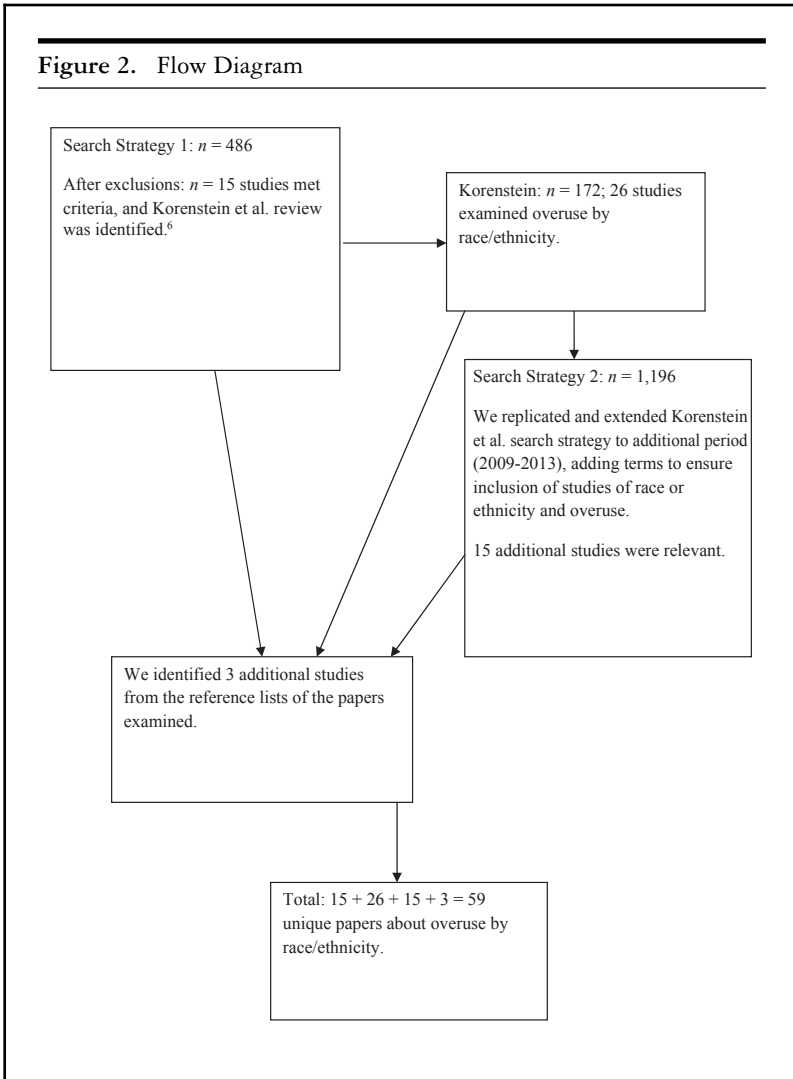 Figure 2. Flow Diagram
Search Strategy 1: n = 486
After exclusions: n = 15 studies met
criteria, and Korenstein et al. review
was identified.6
Korenstein: n = 172; 26 studies
examined overuse by
race/ethnicity.
Search Strategy 2: n = 1,196
We replicated and extended Korenstein
et al. search strategy to additional period
(2009-2013), adding terms to ensure
inclusion of studies of race or
ethnicity and overuse.
15 additional studies were relevant.
We identified 3 additional studies
from the reference lists of the papers
examined.
Total: 15 + 26 + 15 + 3 = 59
unique papers about overuse by
race/ethnicity.